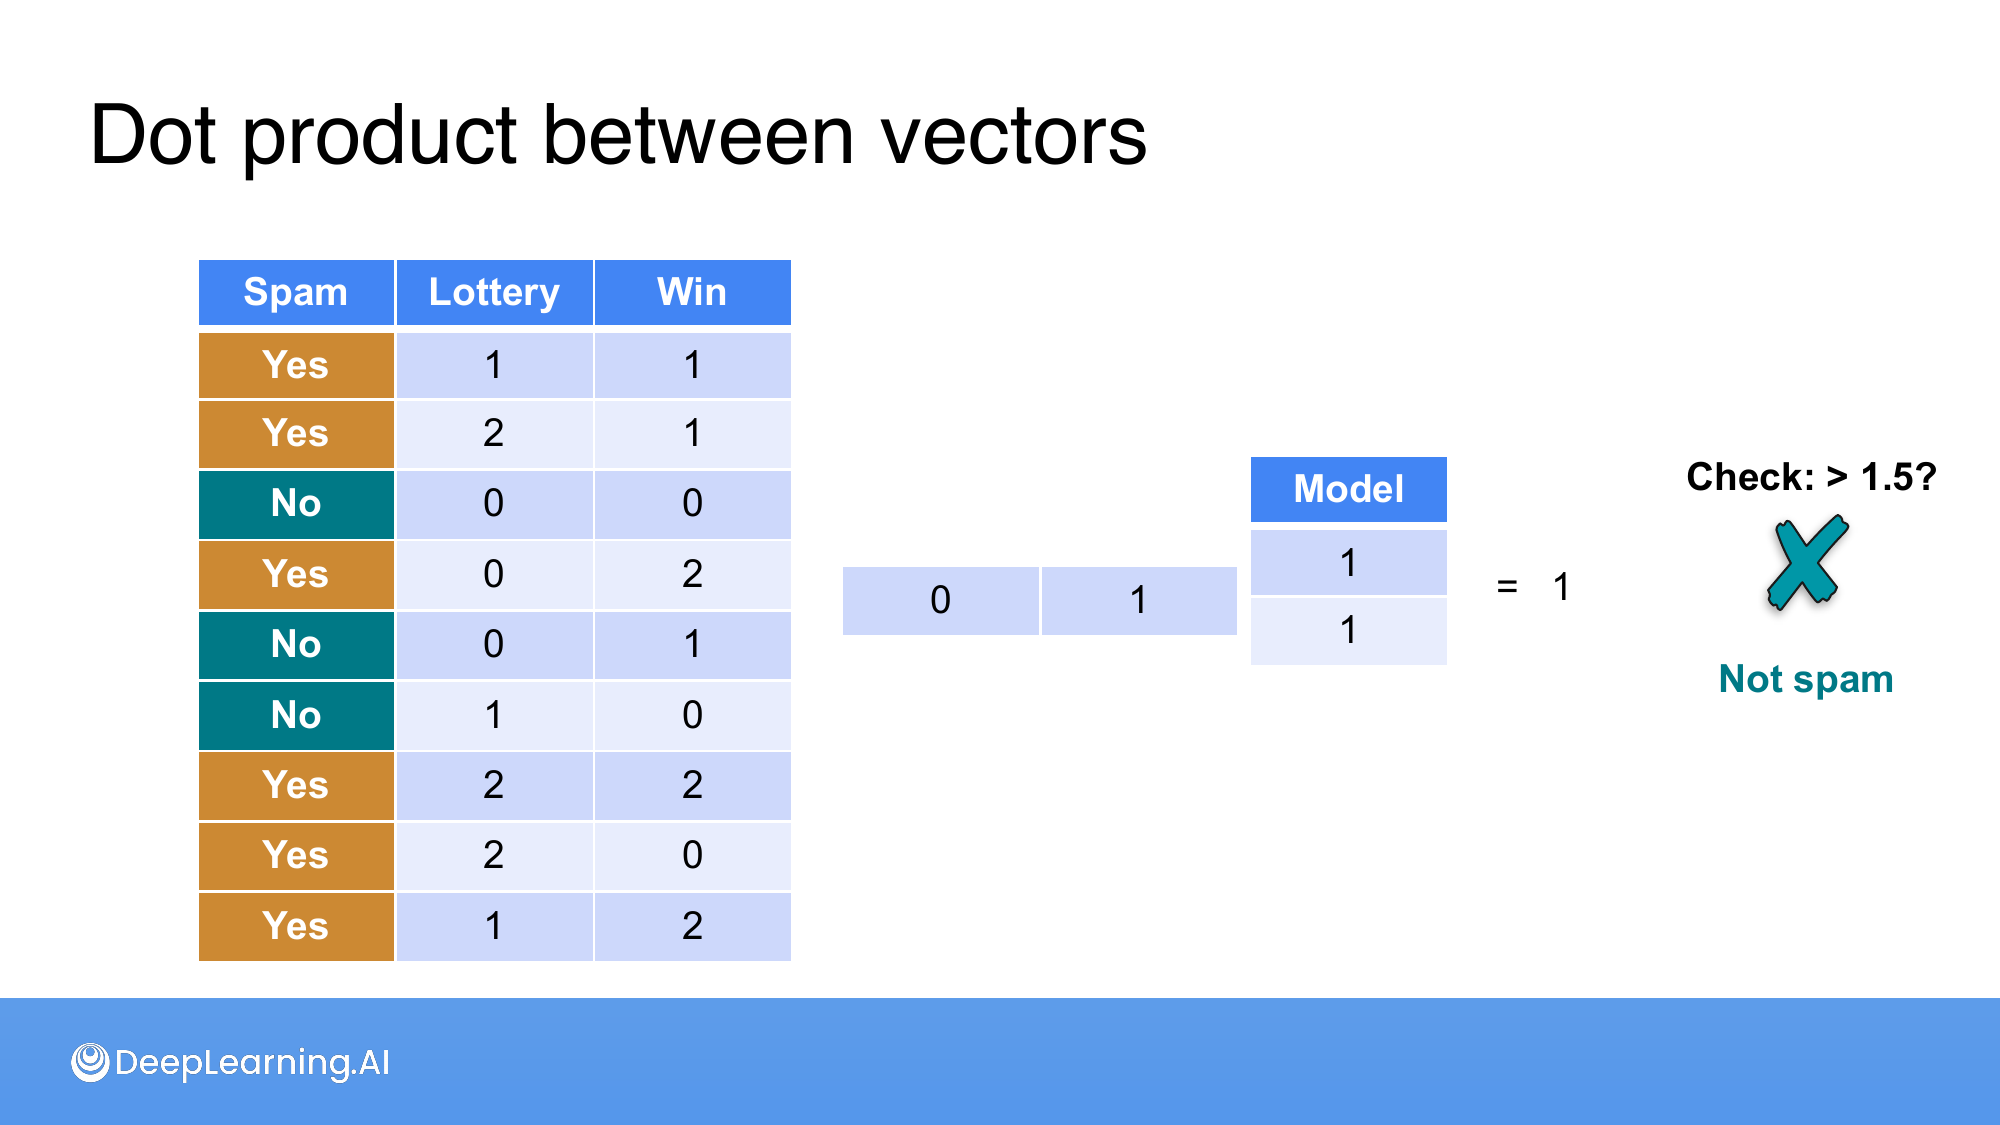 Dot product between vectors
Spam Lottery Win
Yes 1 1
Yes 2 1
No 0 0
Yes 0 2
No 0 1
No 1 0
Yes 2 2
Yes 2 0
Yes 1 2
0 1
Model
1
1
= 1
Check: > 1.5?
Not spam
DeepLearning.AI